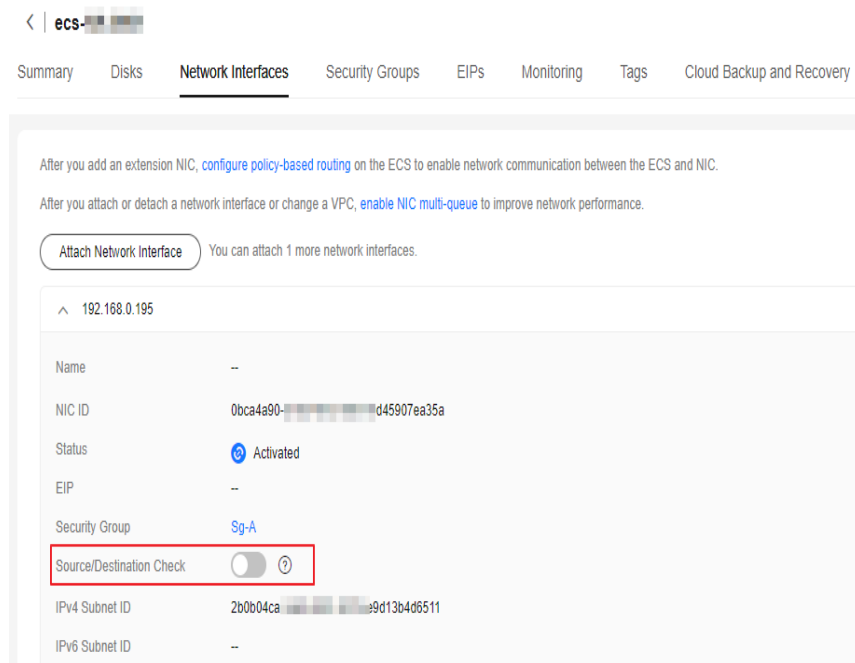 ecs-
Summary Disks Network Interfaces Security Groups EIPs Monitoring Tags Cloud Backup and Recovery
After you add an extension NIC, configure policy-based routing on the ECS to enable network communication between the ECS and NIC.
After you attach or detach a network interface or change a VPC, enable NIC multi-queue to improve network performance.
Attach Network Interface You can attach 1 more network interfaces.
192.168.0.195
Name --
NIC ID 0bca4a90- d45907ea35a
Status Activated
EIP --
Security Group Sg-A
Source/Destination Check ?
IPv4 Subnet ID 2b0b04ca e9d13b4d6511
IPv6 Subnet ID --